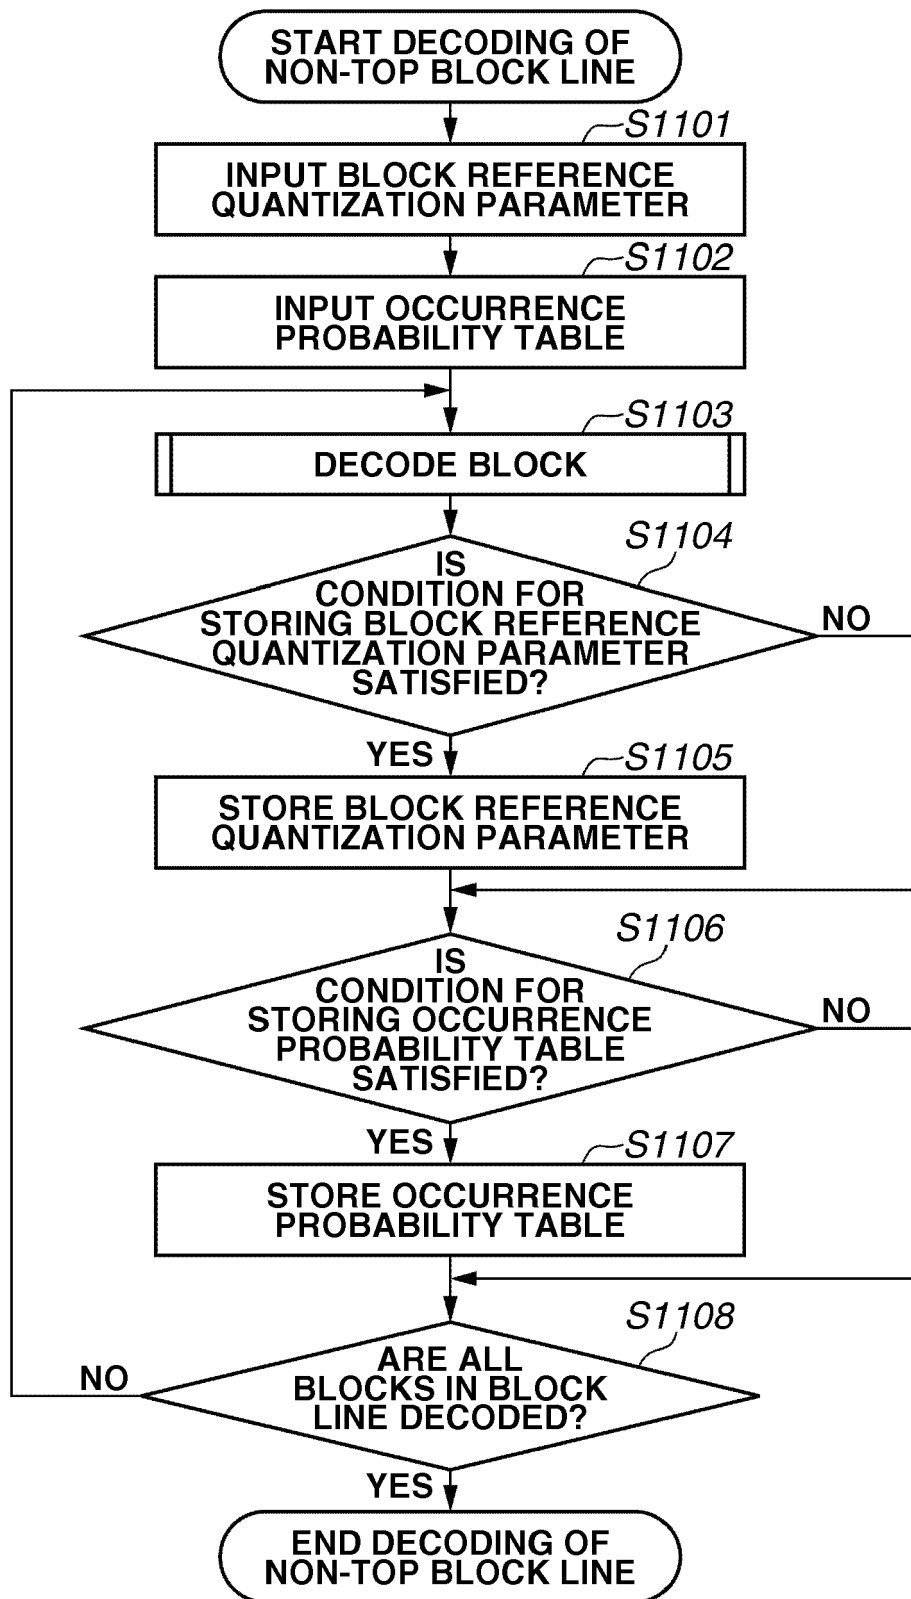 START DECODING OF
NON-TOP BLOCK LINE
S1101
INPUT BLOCK REFERENCE
QUANTIZATION PARAMETER
S1102
INPUT OCCURRENCE
PROBABILITY TABLE
S1103
DECODE BLOCK
S1104
IS
CONDITION FOR
STORING BLOCK REFERENCE
QUANTIZATION PARAMETER
SATISFIED?
NO
YES
S1105
STORE BLOCK REFERENCE
QUANTIZATION PARAMETER
S1106
IS
CONDITION FOR
STORING OCCURRENCE
PROBABILITY TABLE
SATISFIED?
NO
YES
S1107
STORE OCCURRENCE
PROBABILITY TABLE
S1108
ARE ALL
BLOCKS IN BLOCK
LINE DECODED?
NO
YES
END DECODING OF
NON-TOP BLOCK LINE